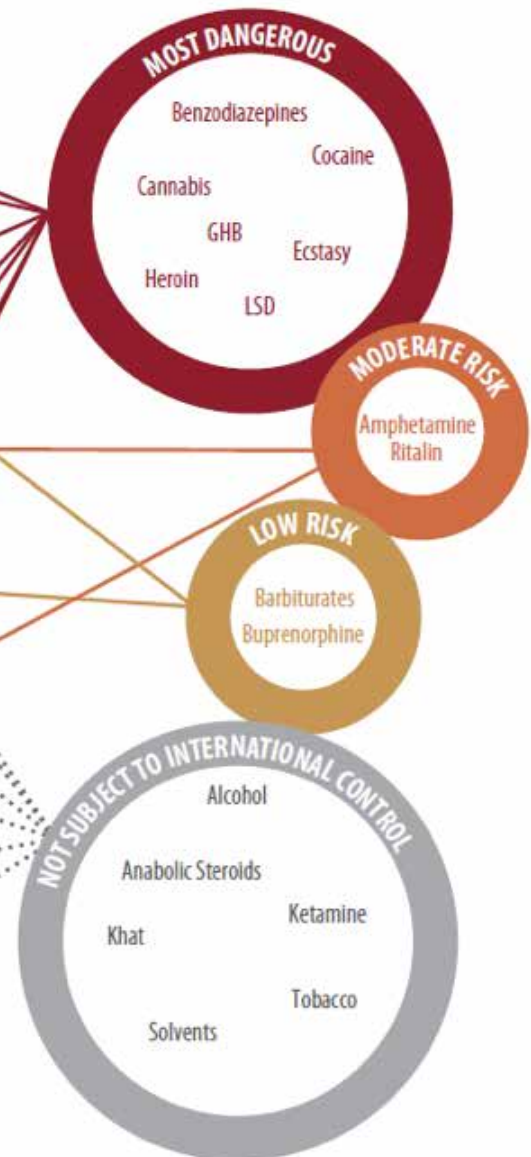 MOST DANGEROUS
Benzodiazepines
Cocaine
Cannabis
GHB
Ecstasy
Heroin
LSD
MODERATE RISK
Amphetamine
Ritalin
LOW RISK
Barbiturates
Buprenorphine
NOT SUBJECT TO INTERNATIONAL CONTROL
Alcohol
Anabolic Steroids
Ketamine
Khat
Tobacco
Solvents